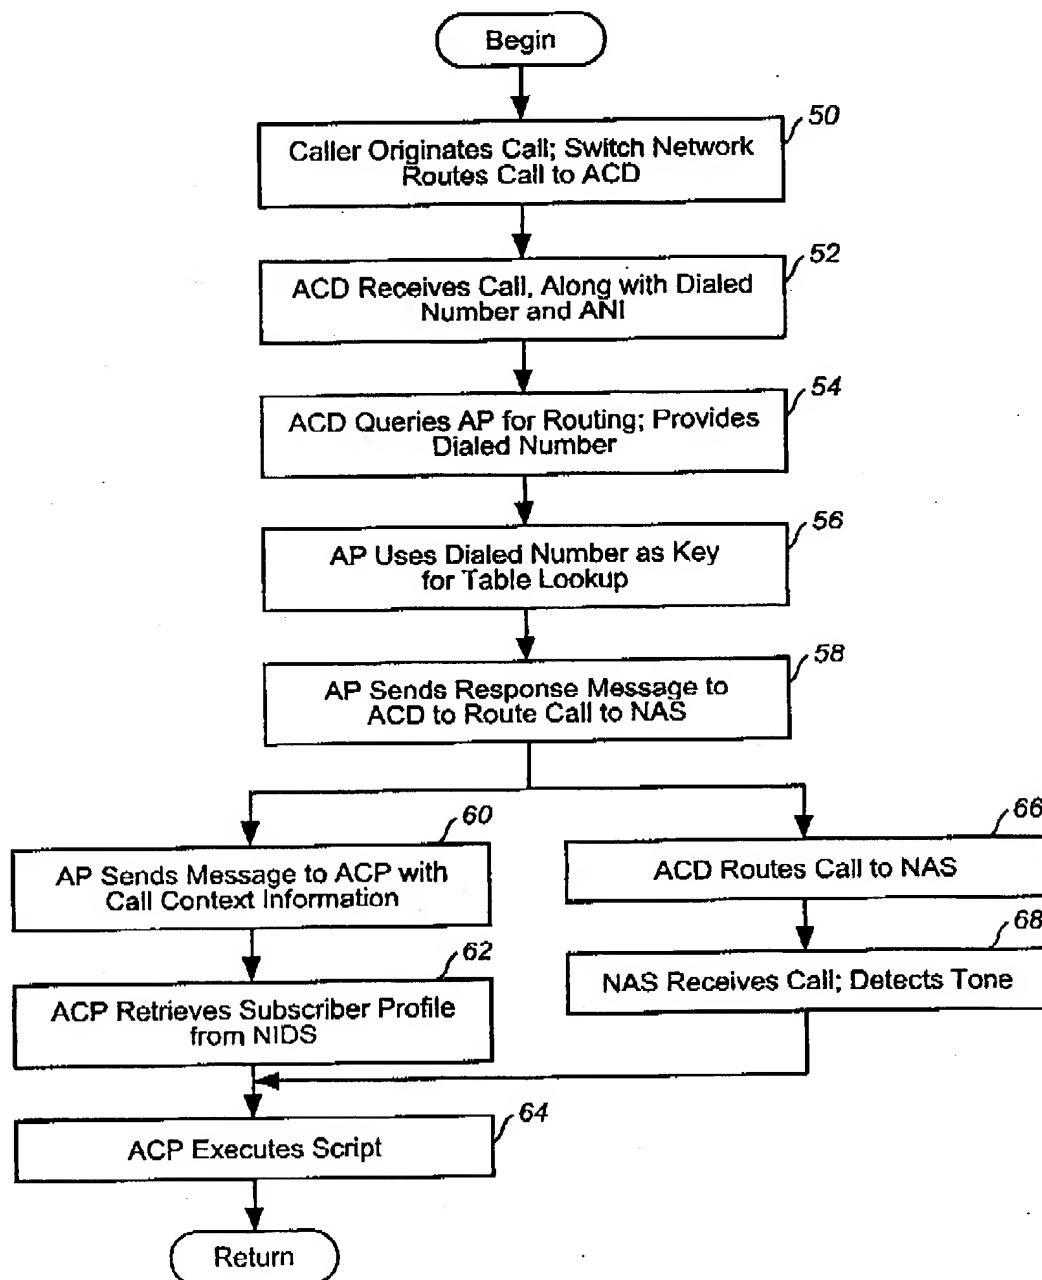 Begin
50
Caller Originates Call; Switch Network
Routes Call to ACD
52
ACD Receives Call, Along with Dialed
Number and ANI
54
ACD Queries AP for Routing; Provides
Dialed Number
56
AP Uses Dialed Number as Key
for Table Lookup
58
AP Sends Response Message to
ACD to Route Call to NAS
60
AP Sends Message to ACP with
Call Context Information
62
ACP Retrieves Subscriber Profile
from NIDS
66
ACD Routes Call to NAS
68
NAS Receives Call; Detects Tone
64
ACP Executes Script
Return